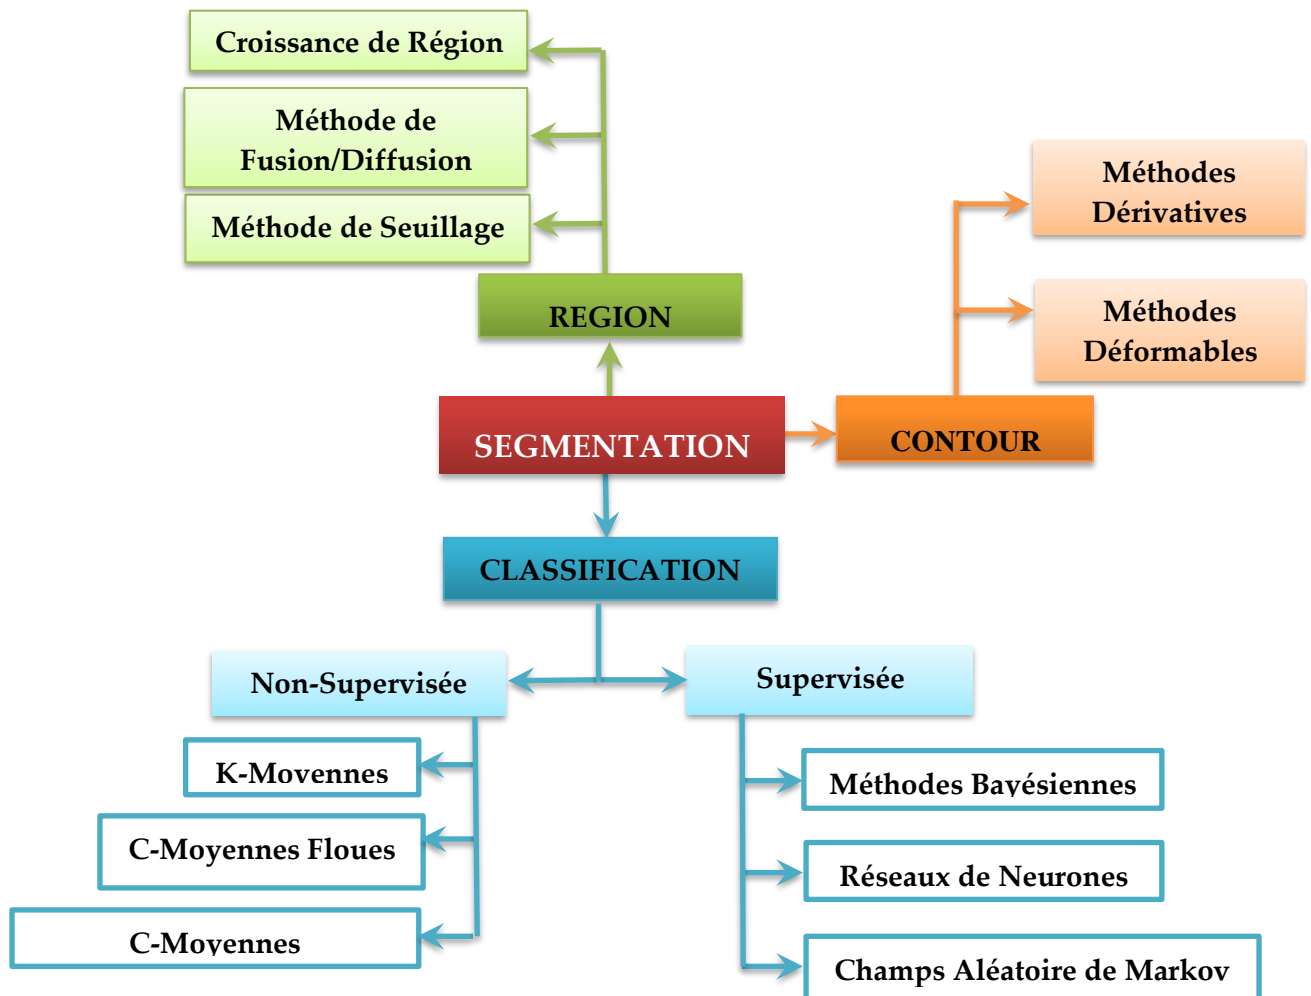 Croissance de Région
Méthode de
Fusion/Diffusion
Méthode de Seuillage
REGION
Méthodes
Dérivatives
Méthodes
Déformables
SEGMENTATION
CONTOUR
CLASSIFICATION
Non-Supervisée
Supervisée
K-Moyennes
C-Moyennes Floues
C-Moyennes
Méthodes Bayésiennes
Réseaux de Neurones
Champs Aléatoire de Markov